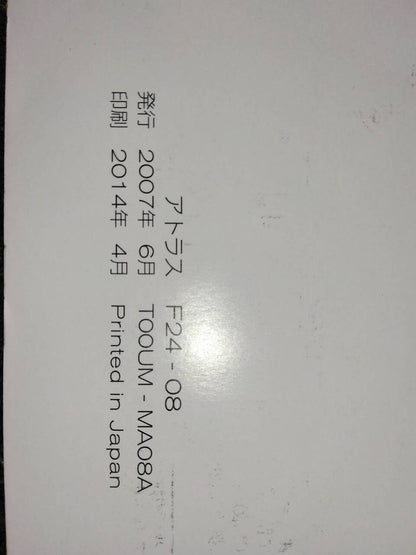 アトラス F24-08
発行 2007年 6月 T00UM-MA08A
印刷 2014年 4月 Printed in Japan